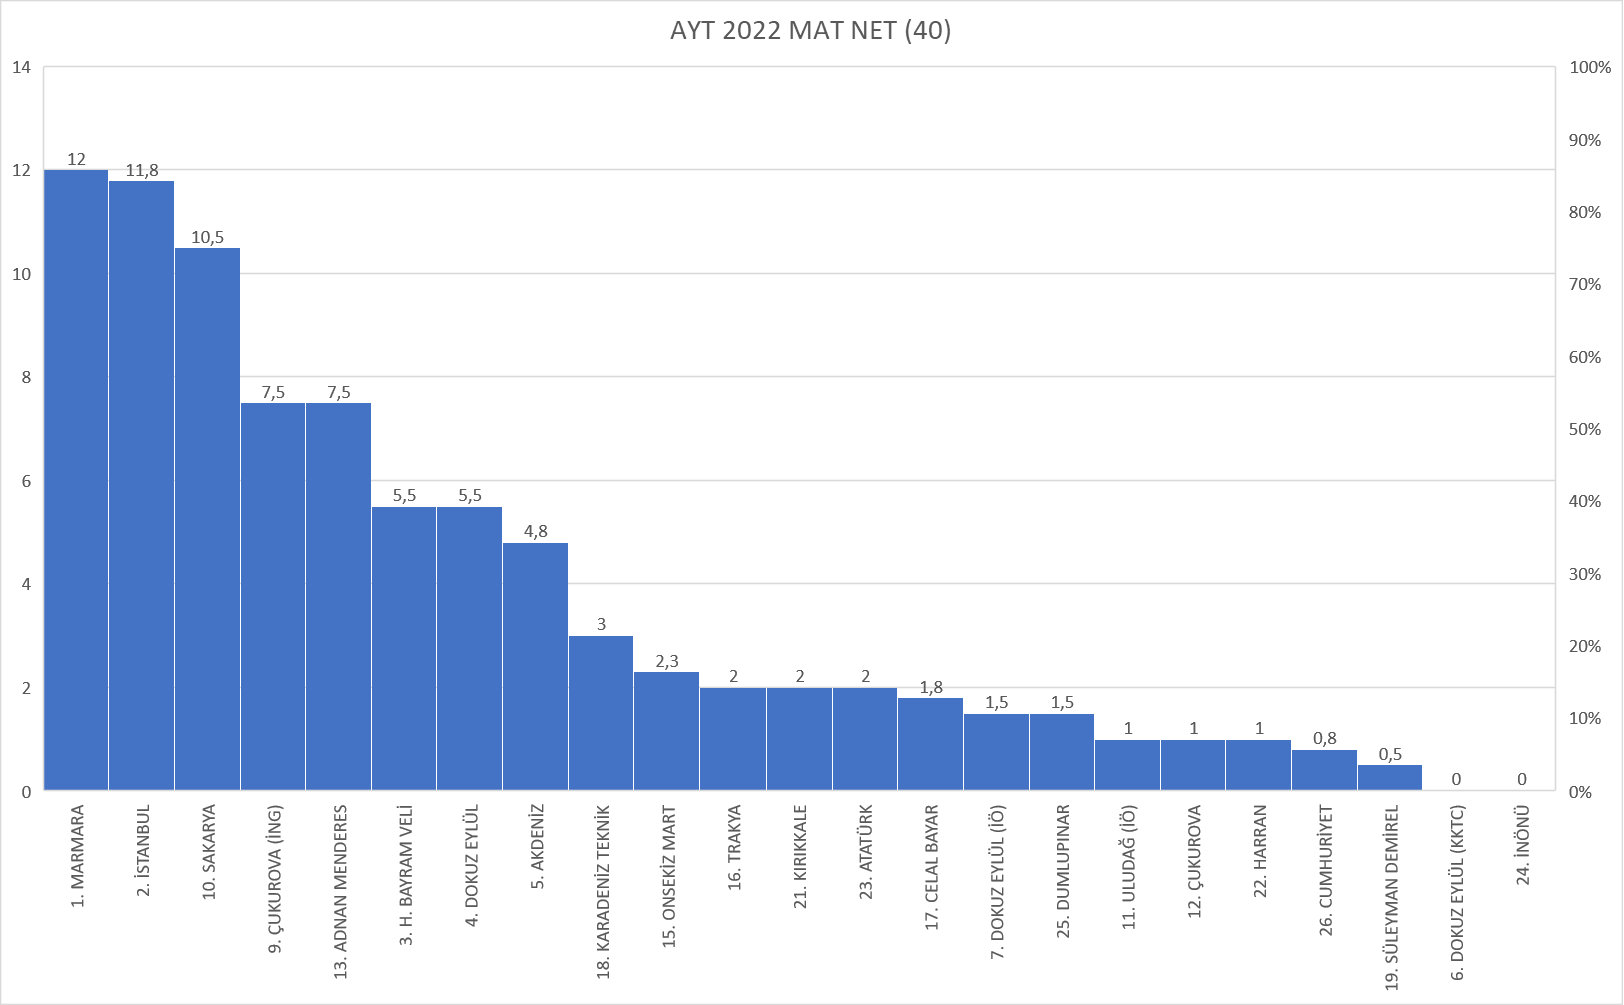 AYT 2022 MAT NET (40)
14
12
10
8
6
4
2
0
100%
90%
80%
70%
60%
50%
40%
30%
20%
10%
0%
12
11,8
10,5
7,5
7,5
5,5
5,5
4,8
3
2,3
2
2
2
1,8
1,5
1,5
1
1
1
0,8
0,5
0
0
1. MARMARA
2. İSTANBUL
10. SAKARYA
9. ÇUKUROVA (İNG)
13. ADNAN MENDERES
3. H. BAYRAM VELİ
4. DOKUZ EYLÜL
5. AKDENİZ
18. KARADENİZ TEKNİK
15. ONSEKİZ MART
16. TRAKYA
21. KIRIKKALE
23. ATATÜRK
17. CELAL BAYAR
7. DOKUZ EYLÜL (İÖ)
25. DUMLUPINAR
11. ULUDAĞ (İÖ)
12. ÇUKUROVA
22. HARRAN
26. CUMHURİYET
19. SÜLEYMAN DEMİREL
6. DOKUZ EYLÜL (KKTC)
24. İNÖNÜ